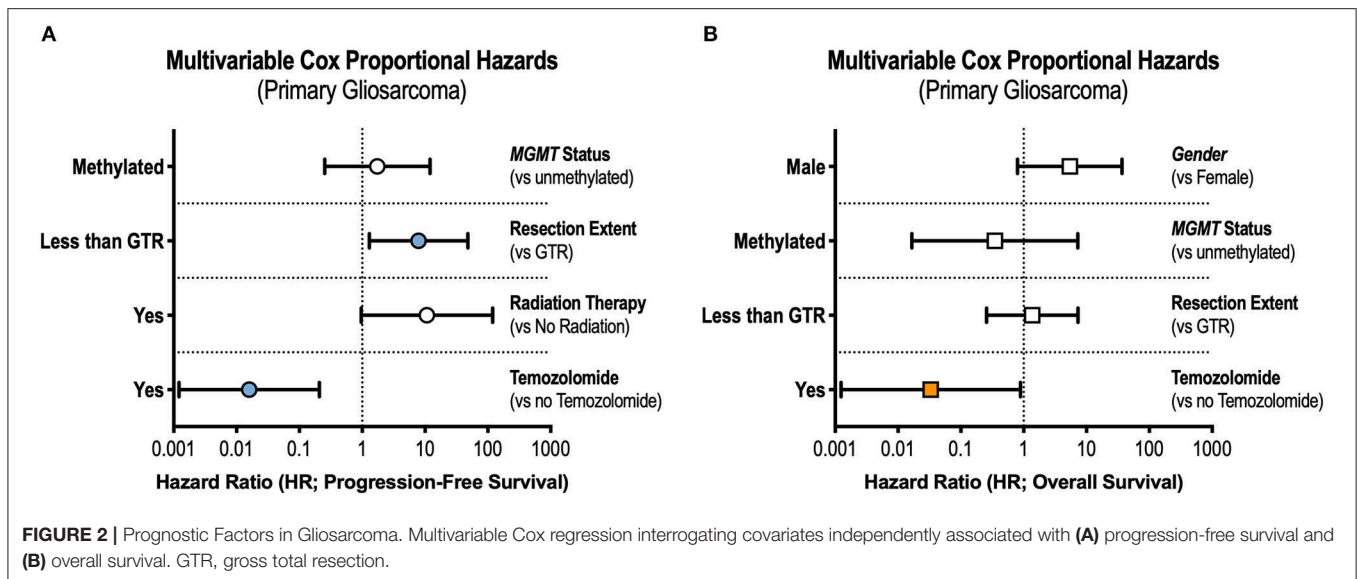 A
Multivariable Cox Proportional Hazards
(Primary Gliosarcoma)
Methylated
MGMT Status
(vs unmethylated)
Less than GTR
Resection Extent
(vs GTR)
Yes
Radiation Therapy
(vs No Radiation)
Yes
Temozolomide
(vs no Temozolomide)
0.001 0.01 0.1 1 10 100 1000
Hazard Ratio (HR; Progression-Free Survival)
B
Multivariable Cox Proportional Hazards
(Primary Gliosarcoma)
Male
Gender
(vs Female)
Methylated
MGMT Status
(vs unmethylated)
Less than GTR
Resection Extent
(vs GTR)
Yes
Temozolomide
(vs no Temozolomide)
0.001 0.01 0.1 1 10 100 1000
Hazard Ratio (HR; Overall Survival)
FIGURE 2 | Prognostic Factors in Gliosarcoma. Multivariable Cox regression interrogating covariates independently associated with (A) progression-free survival and
(B) overall survival. GTR, gross total resection.